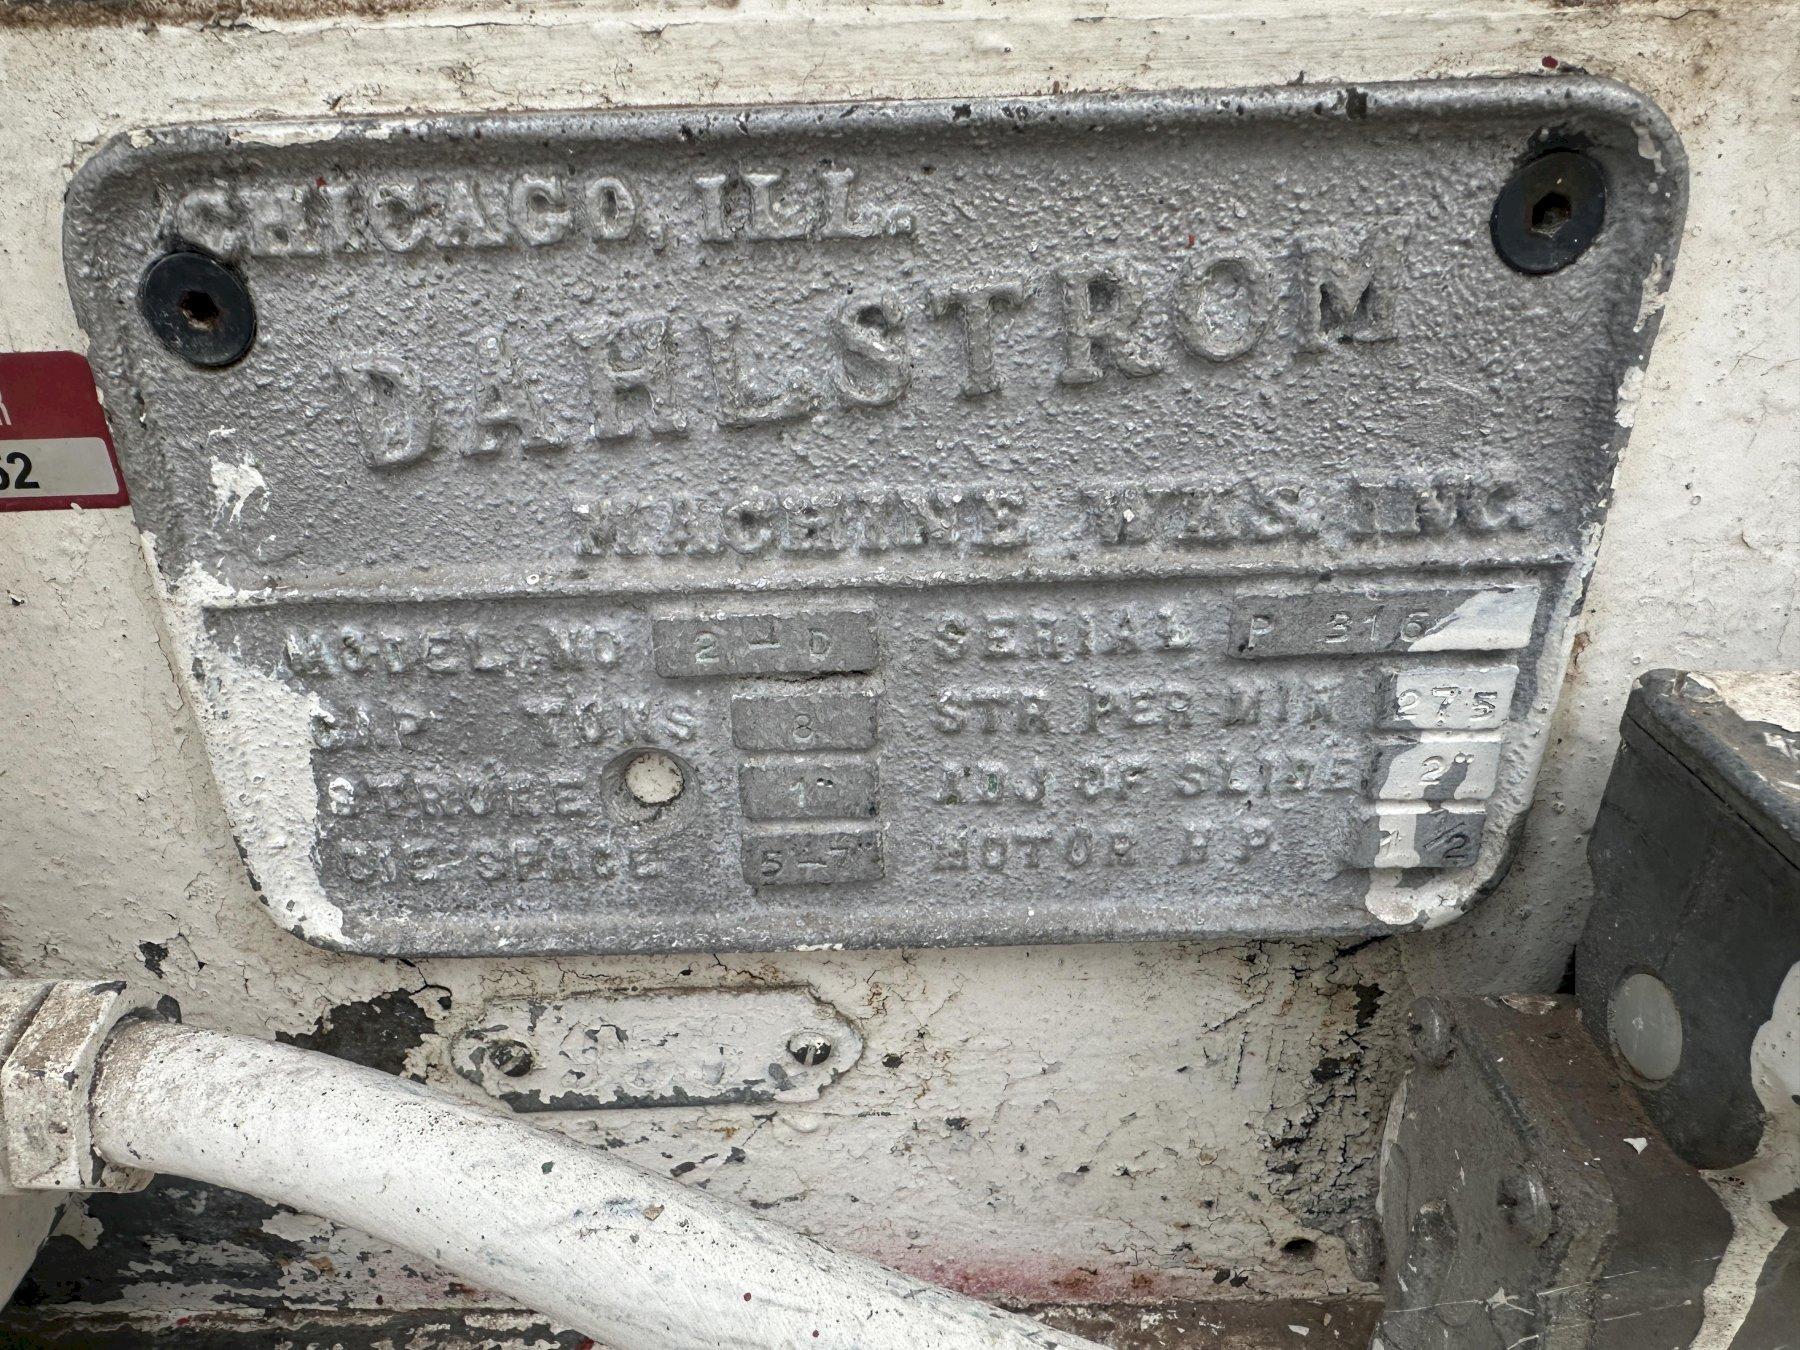 CHICAGO, ILL.
DAHLSTROM
MACHINE WKS. INC.
MODEL NO 2-D
SERIAL P 316
CAP TONS 8
STR PER MIN 275
STROKE 1"
ADJ OF SLIDE 2"
DIE SPACE 5-7
MOTOR H P 1 1/2